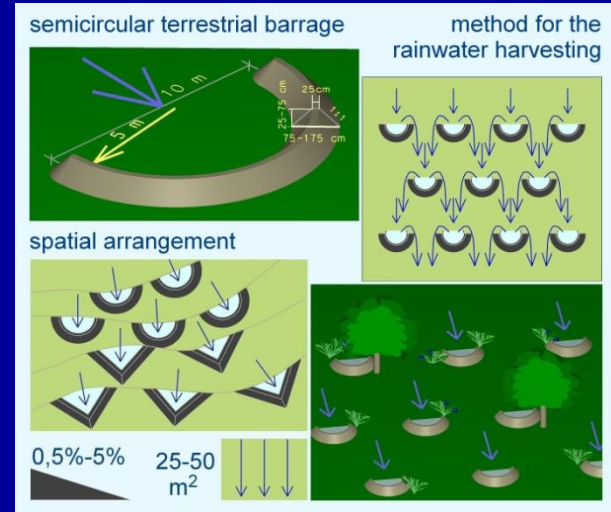 semicircular terrestrial barrage
method for the
rainwater harvesting
10 m
5 m
25cm
25-75 cm
1:1
75-175 cm
spatial arrangement
0,5%-5%
25-50
m²